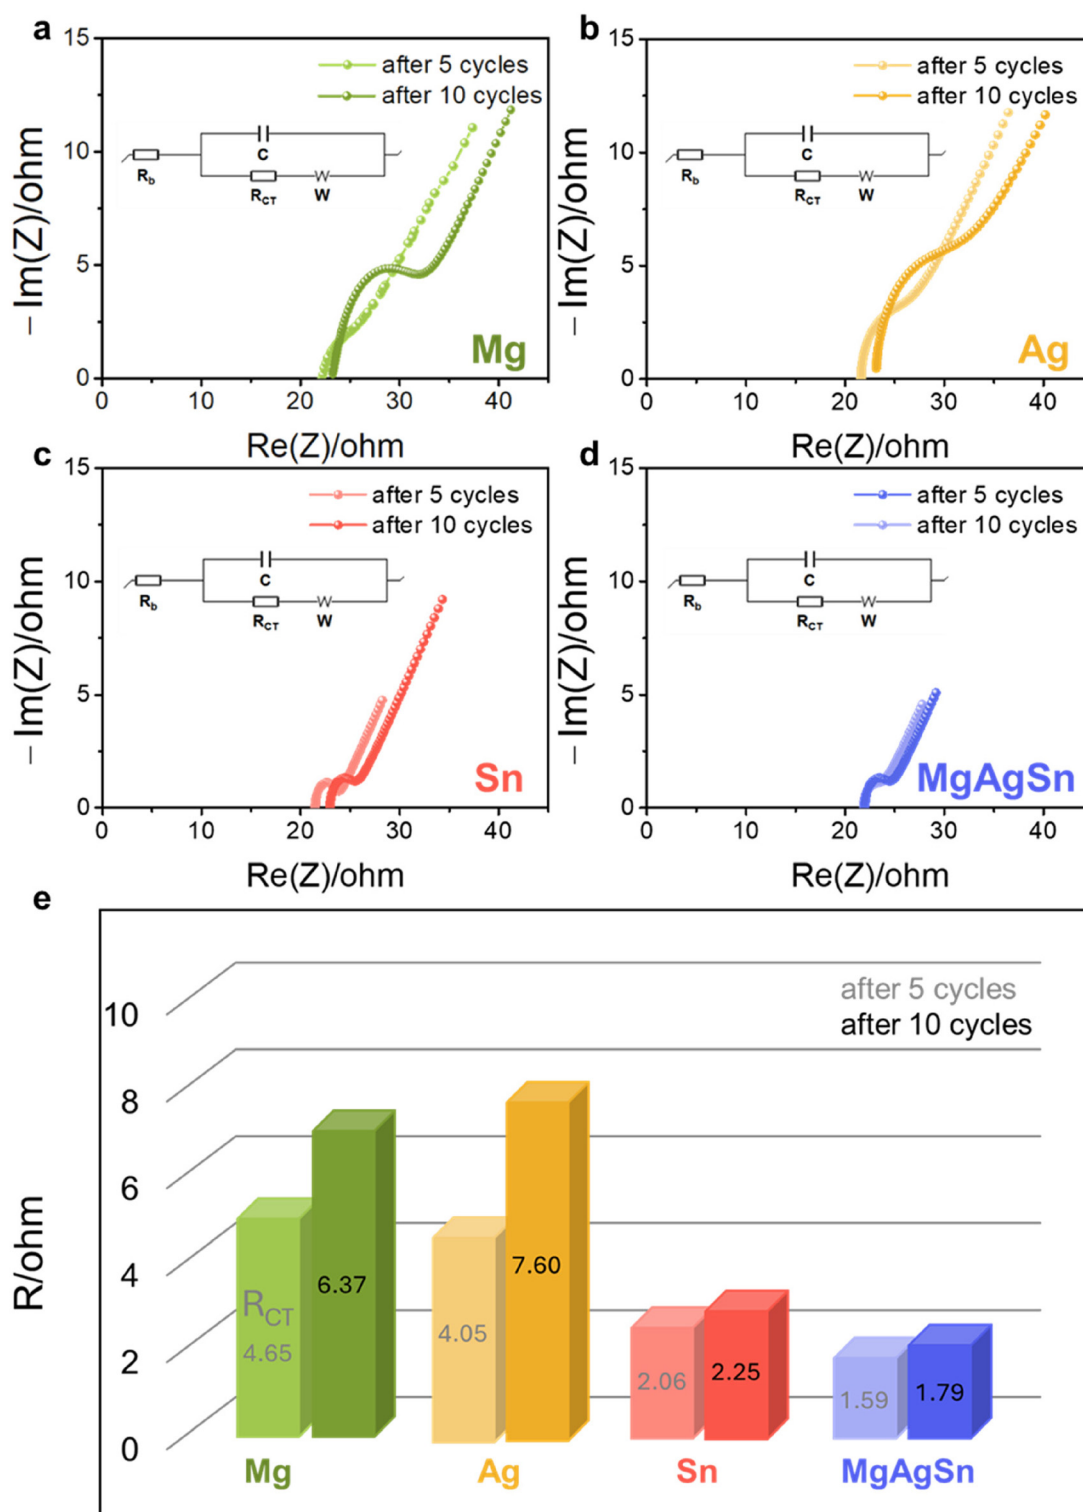 a
15
10
5
0
– Im(Z)/ohm
after 5 cycles
after 10 cycles
Rb
C
RCT
W
Mg
0 10 20 30 40
Re(Z)/ohm
b
15
10
5
0
– Im(Z)/ohm
after 5 cycles
after 10 cycles
Rb
C
RCT
W
Ag
0 10 20 30 40
Re(Z)/ohm
c
15
10
5
0
– Im(Z)/ohm
after 5 cycles
after 10 cycles
Rb
C
RCT
W
Sn
0 10 20 30 40
Re(Z)/ohm
d
15
10
5
0
– Im(Z)/ohm
after 5 cycles
after 10 cycles
Rb
C
RCT
W
MgAgSn
0 10 20 30 40
Re(Z)/ohm
e
after 5 cycles
after 10 cycles
10
8
6
4
2
0
R/ohm
RCT
4.65
6.37
4.05
7.60
2.06
2.25
1.59
1.79
Mg Ag Sn MgAgSn